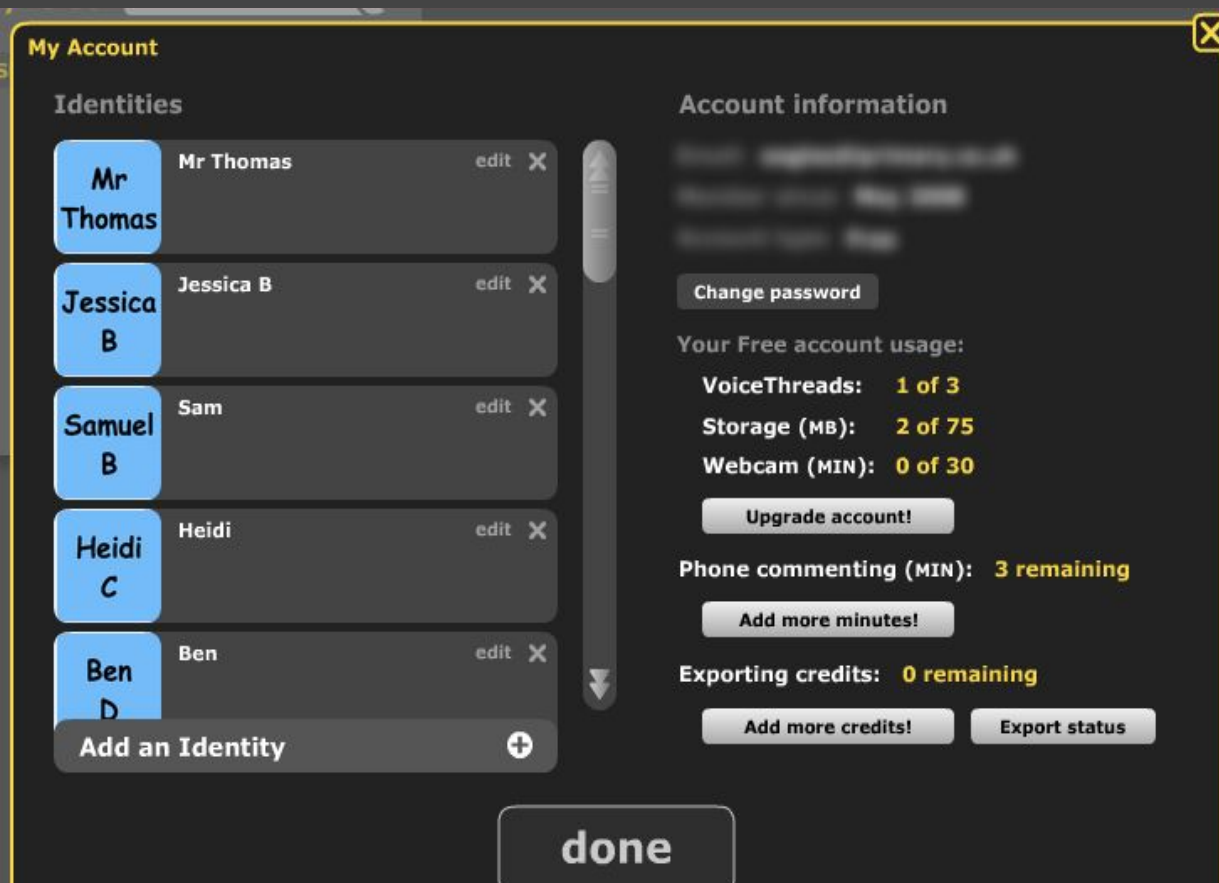 My Account
Identities
Mr
Thomas
Mr Thomas
edit
Jessica
B
Jessica B
edit
Samuel
B
Sam
edit
Heidi
C
Heidi
edit
Ben
D
Ben
edit
Add an Identity
Account information
Change password
Your Free account usage:
VoiceThreads: 1 of 3
Storage (MB): 2 of 75
Webcam (MIN): 0 of 30
Upgrade account!
Phone commenting (MIN): 3 remaining
Add more minutes!
Exporting credits: 0 remaining
Add more credits!
Export status
done